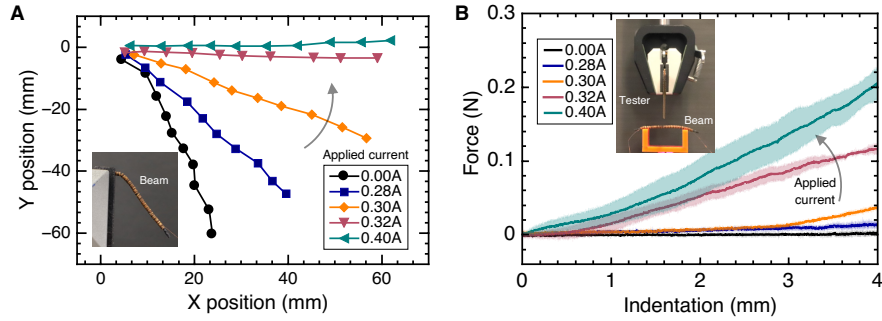 A
0
−20
−40
−60
Y position (mm)
0
20
40
60
X position (mm)
Beam
Applied current
0.00A
0.28A
0.30A
0.32A
0.40A
B
0.2
0.1
0
Force (N)
0
1
2
3
4
Indentation (mm)
0.00A
0.28A
0.30A
0.32A
0.40A
Tester
Beam
Applied
current